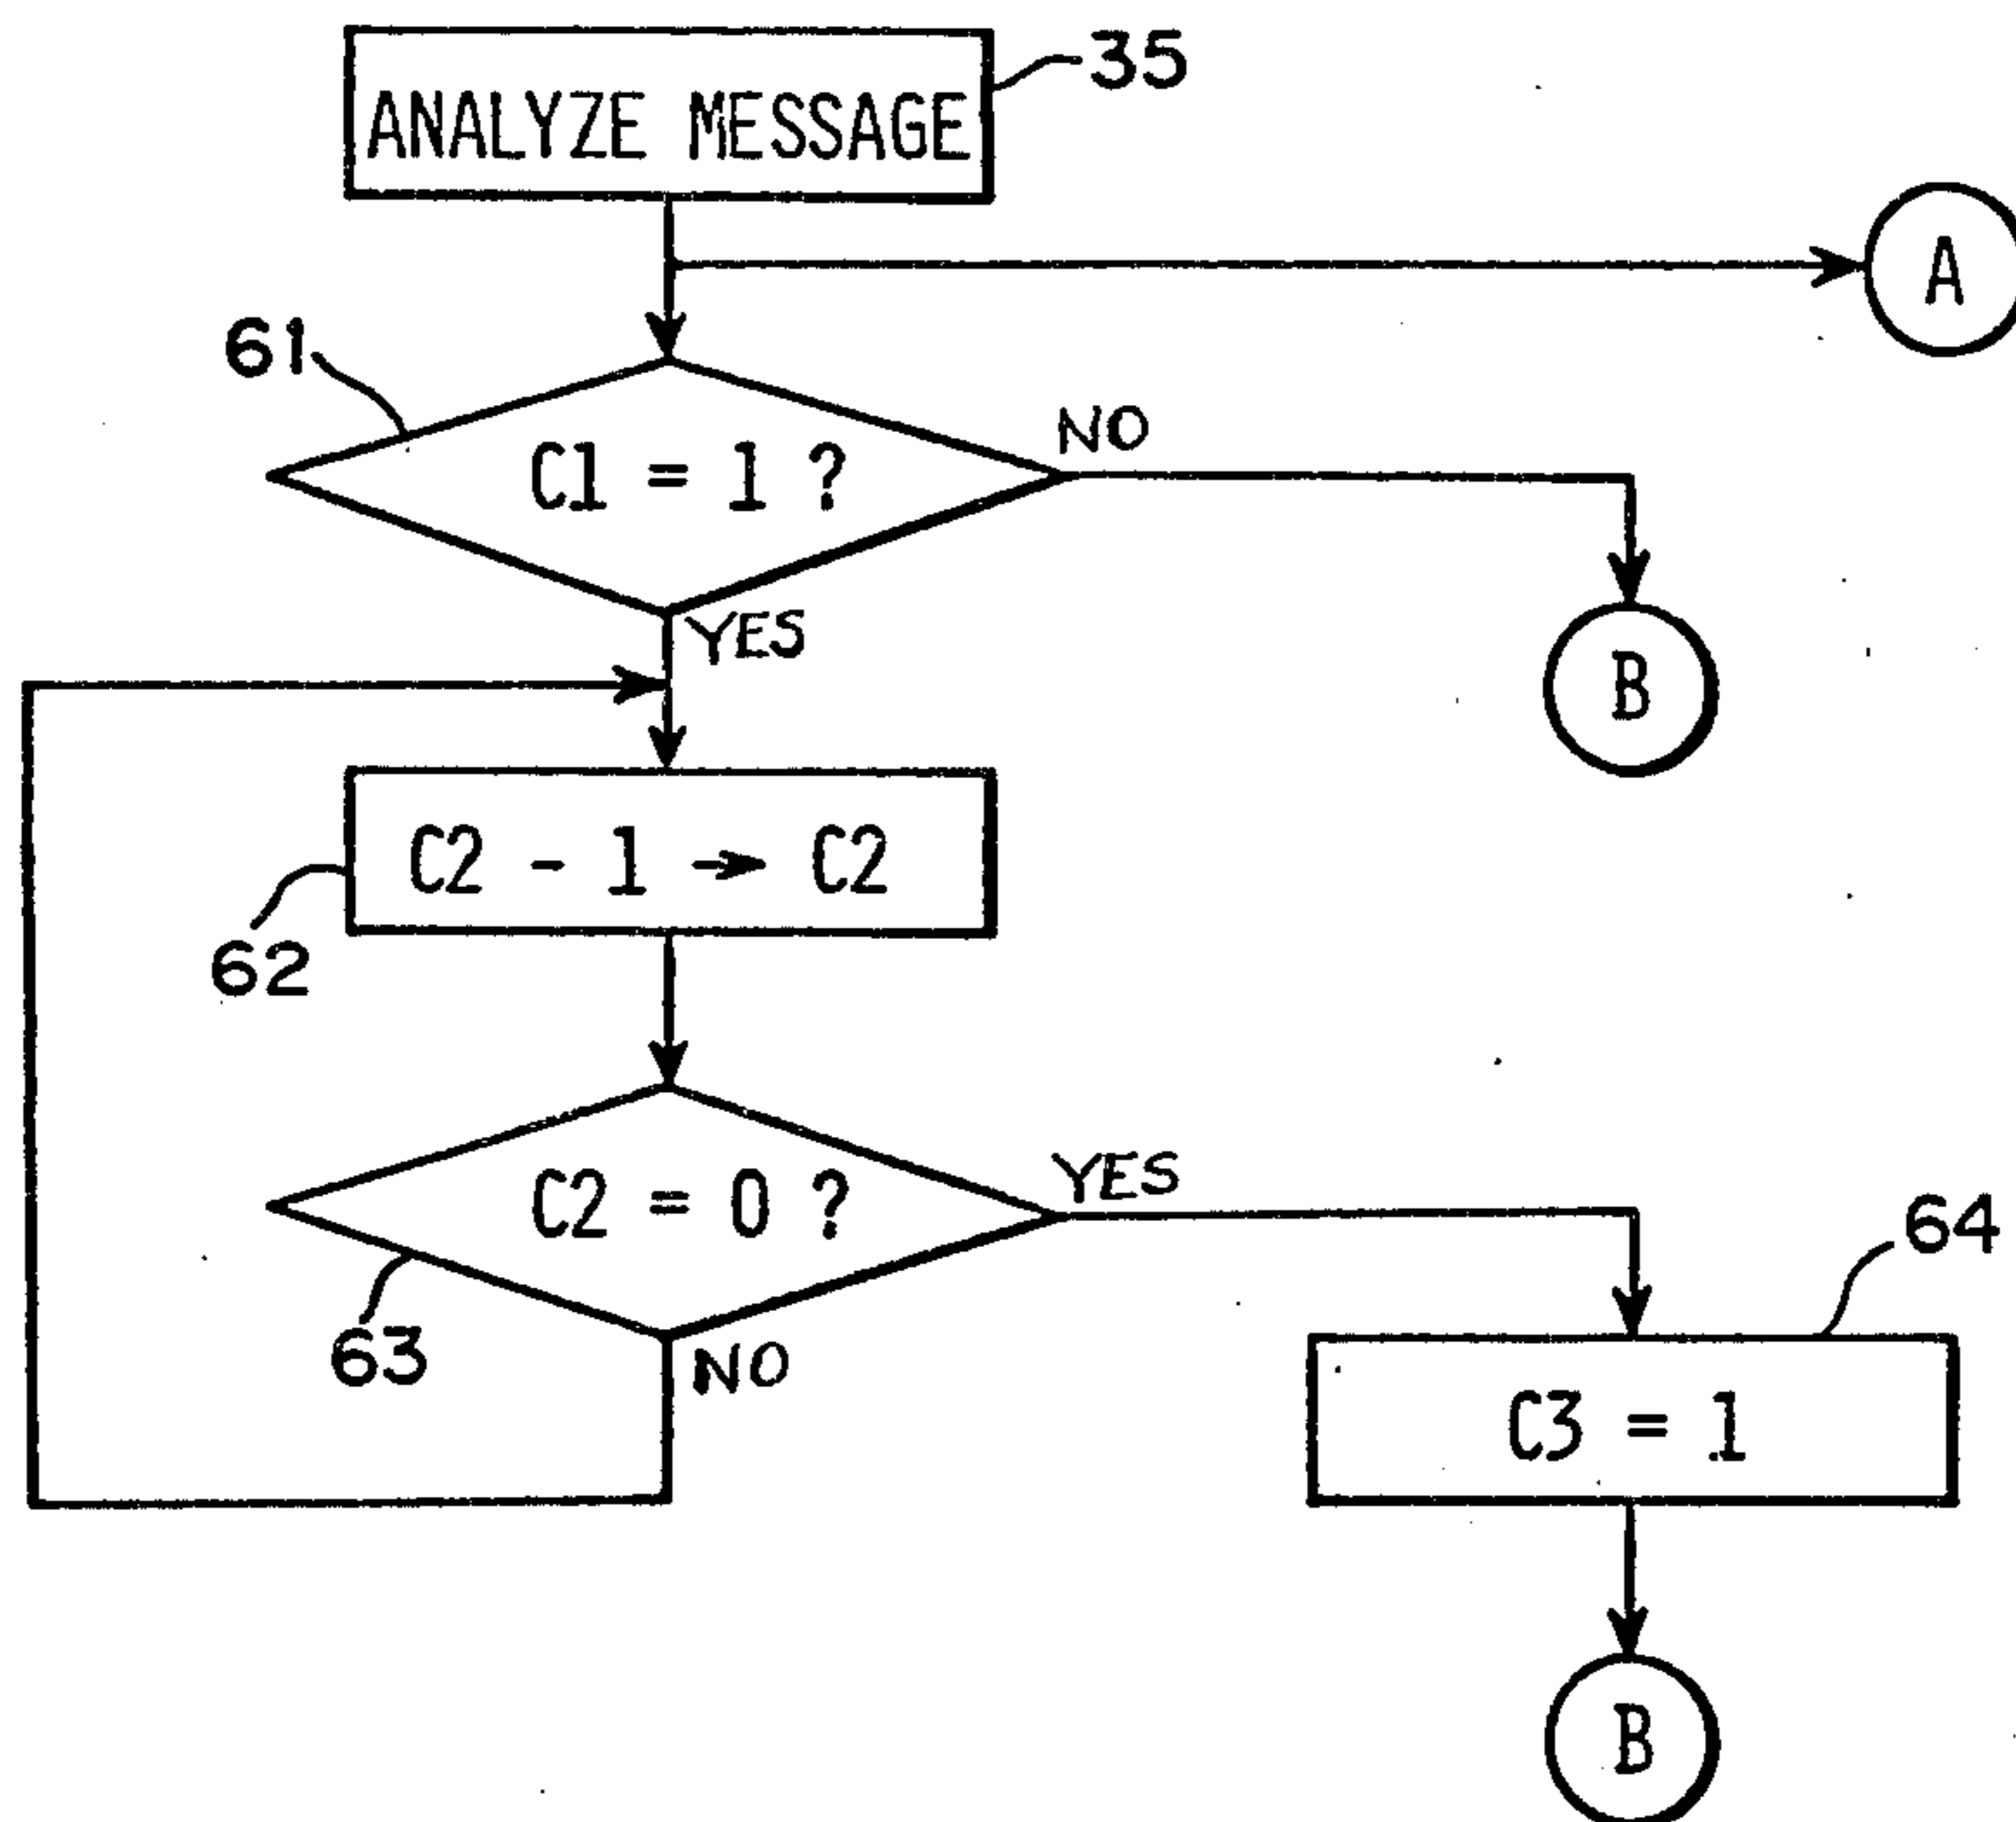 35
ANALYZE MESSAGE
A
61
C1 = 1 ?
NO
B
YES
C2 - 1 → C2
62
C2 = 0 ?
YES
64
63
NO
C3 = 1
B